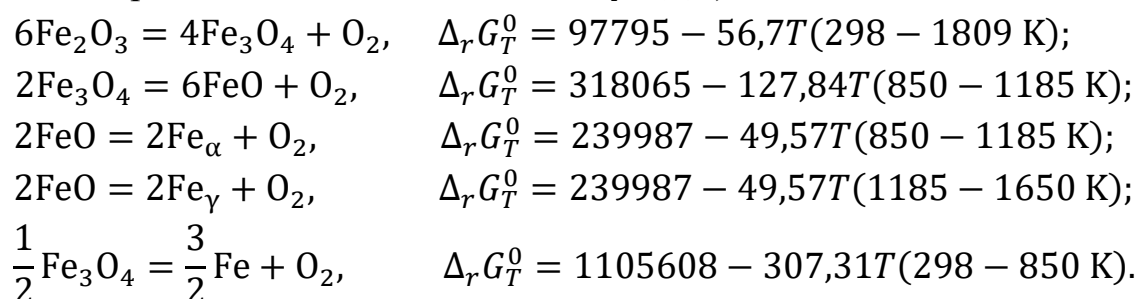 6Fe₂O₃ = 4Fe₃O₄ + O₂, Δ_rG_T^0 = 97795 − 56,7T(298 − 1809 K);
2Fe₃O₄ = 6FeO + O₂, Δ_rG_T^0 = 318065 − 127,84T(850 − 1185 K);
2FeO = 2Fe_α + O₂, Δ_rG_T^0 = 239987 − 49,57T(850 − 1185 K);
2FeO = 2Fe_γ + O₂, Δ_rG_T^0 = 239987 − 49,57T(1185 − 1650 K);
1/2 Fe₃O₄ = 3/2 Fe + O₂, Δ_rG_T^0 = 1105608 − 307,31T(298 − 850 K).